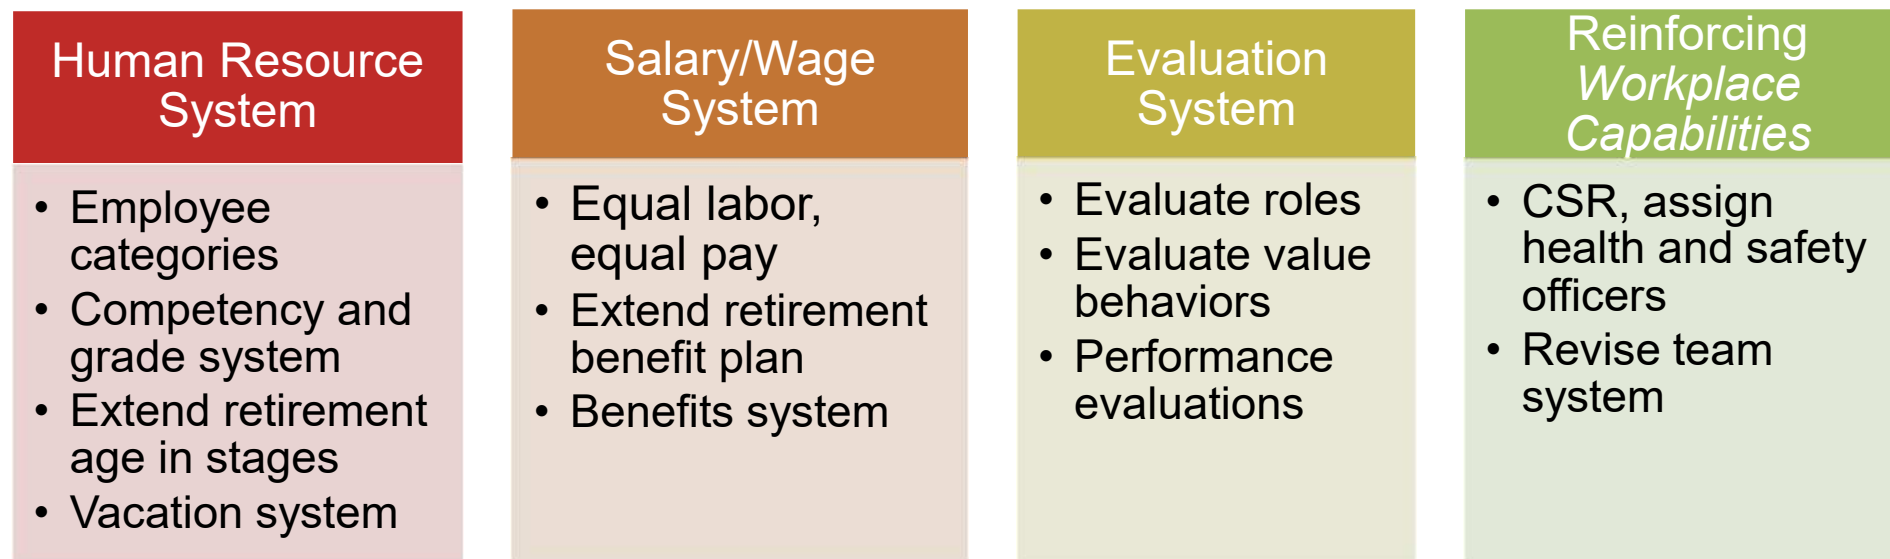 Human Resource
System
• Employee
categories
• Competency and
grade system
• Extend retirement
age in stages
• Vacation system
Salary/Wage
System
• Equal labor,
equal pay
• Extend retirement
benefit plan
• Benefits system
Evaluation
System
• Evaluate roles
• Evaluate value
behaviors
• Performance
evaluations
Reinforcing
Workplace
Capabilities
• CSR, assign
health and safety
officers
• Revise team
system